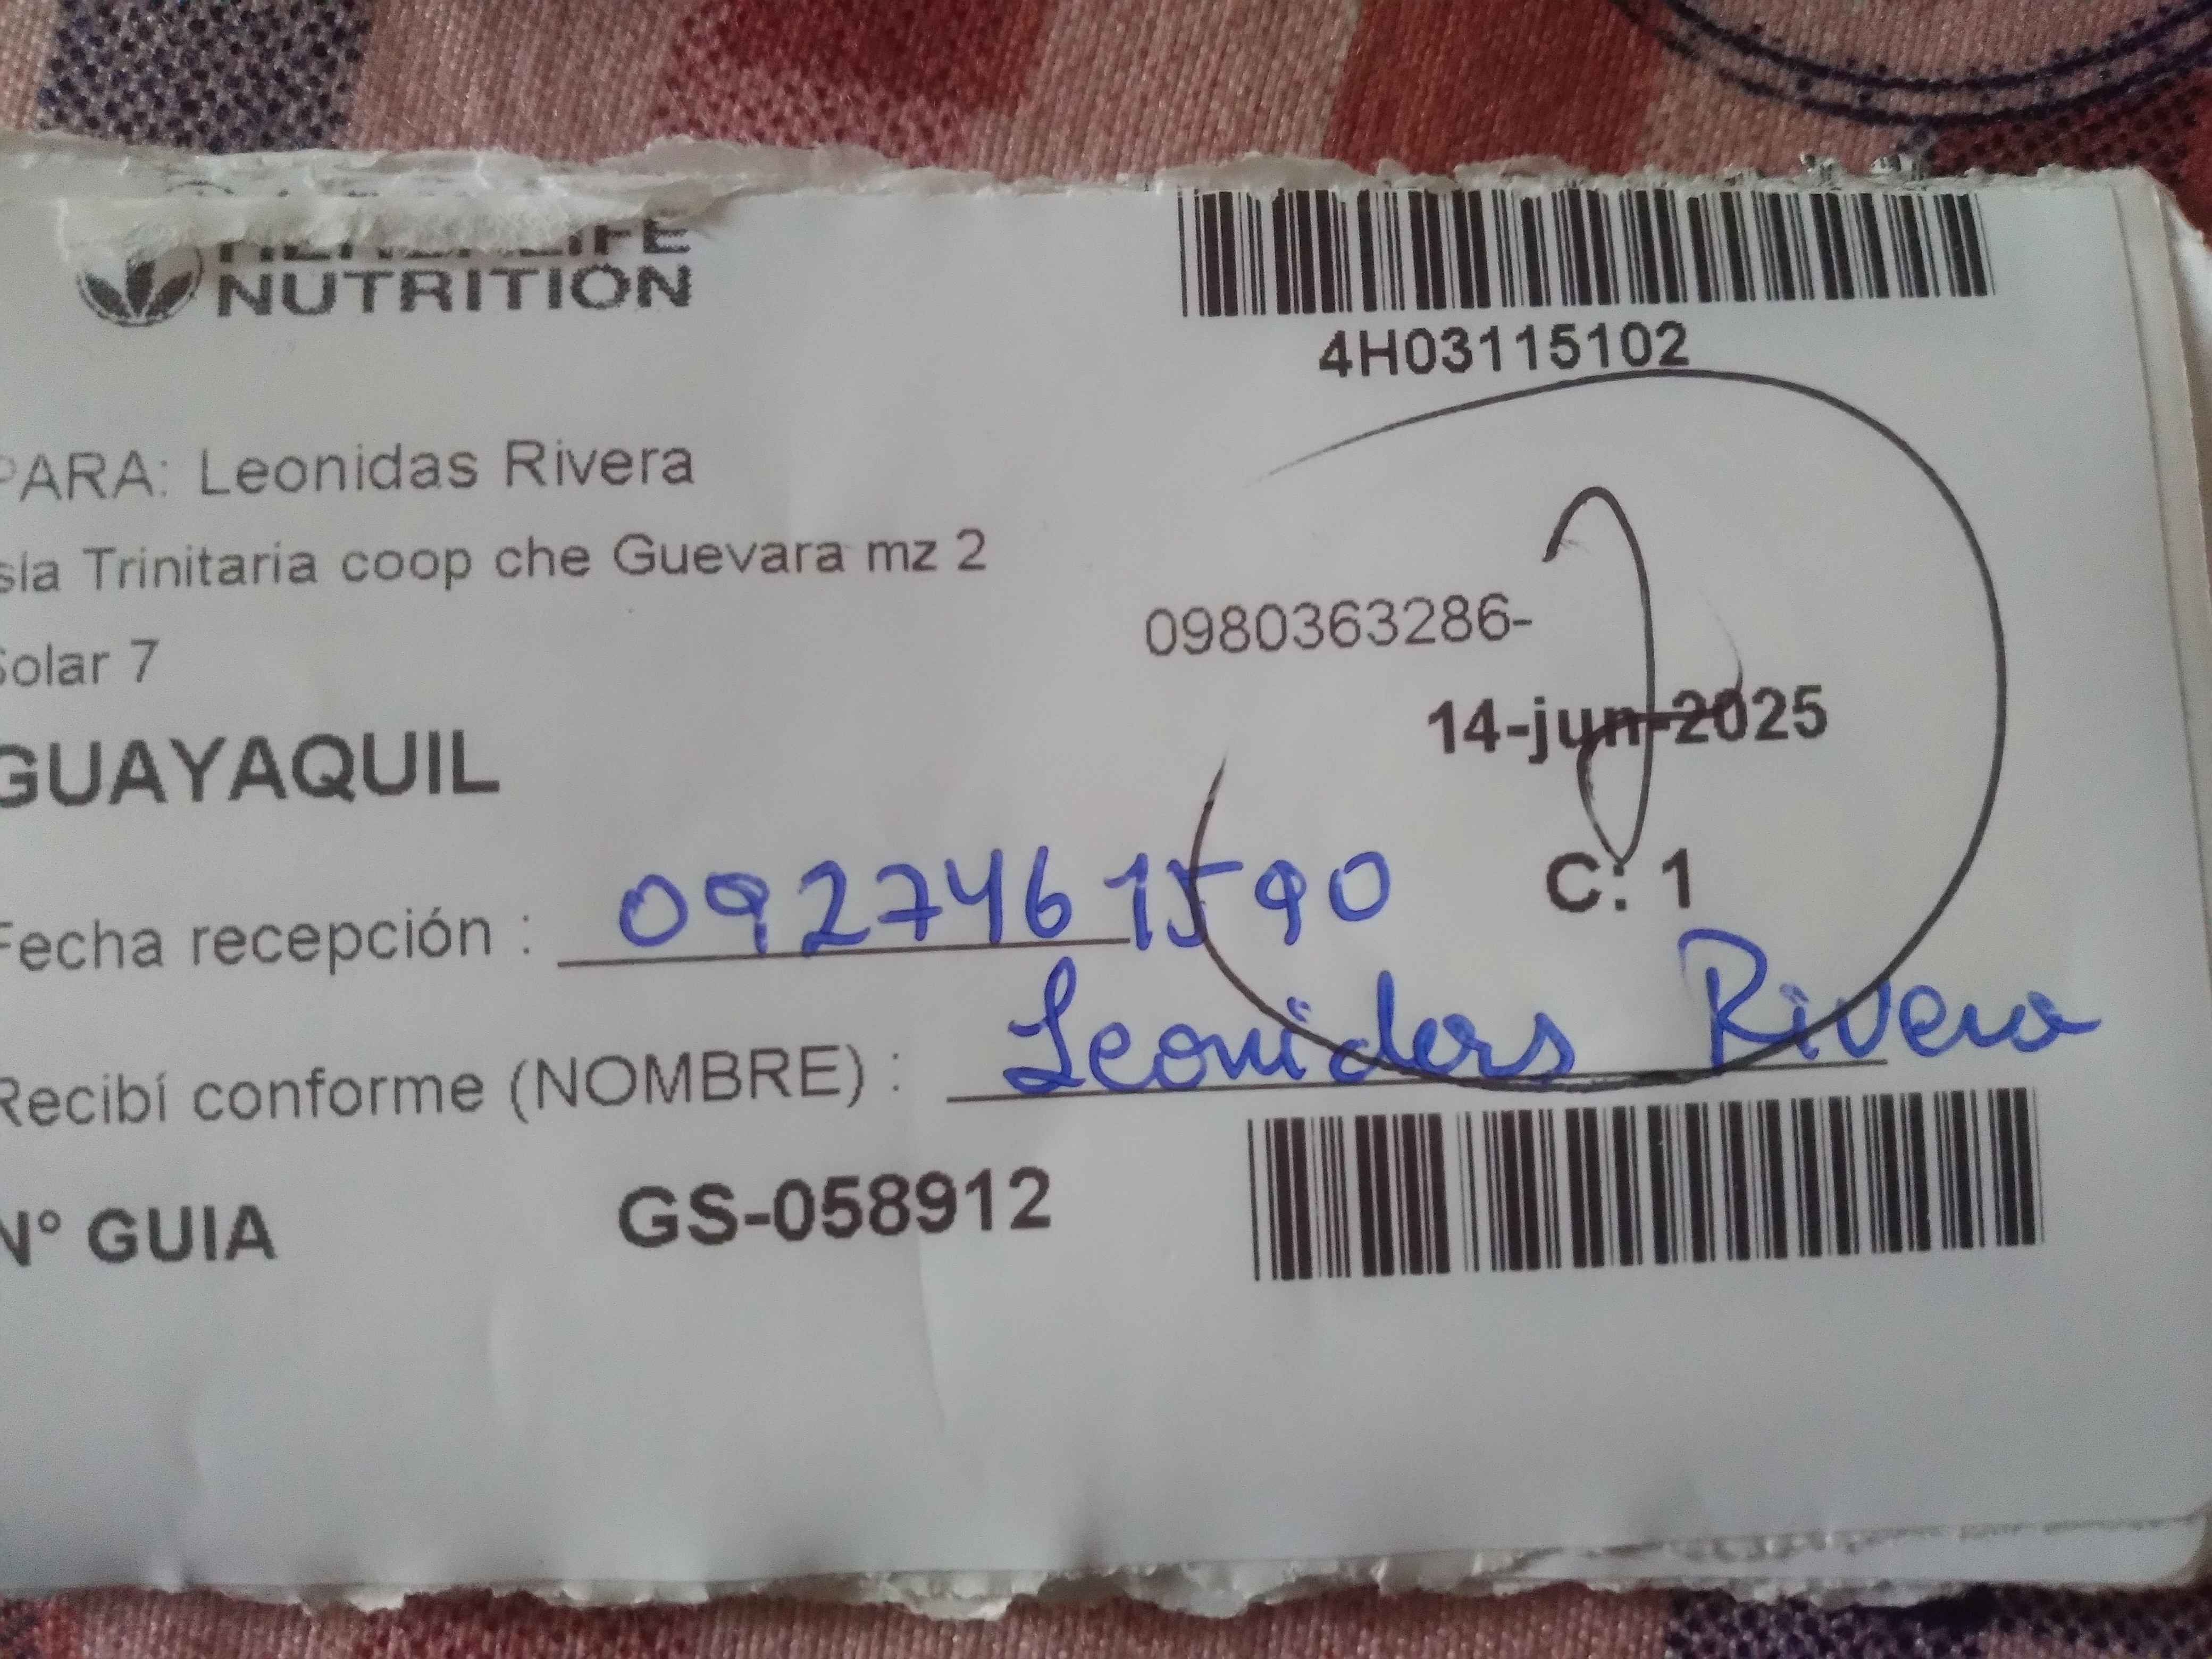 NUTRITION
4H03115102
PARA: Leonidas Rivera
sla Trinitaria coop che Guevara mz 2
0980363286-
Solar 7
14-jun-2025
GUAYAQUIL
C: 1
Fecha recepción : 0927461590
Recibí conforme (NOMBRE) : Leonidas Rivera
N° GUIA GS-058912